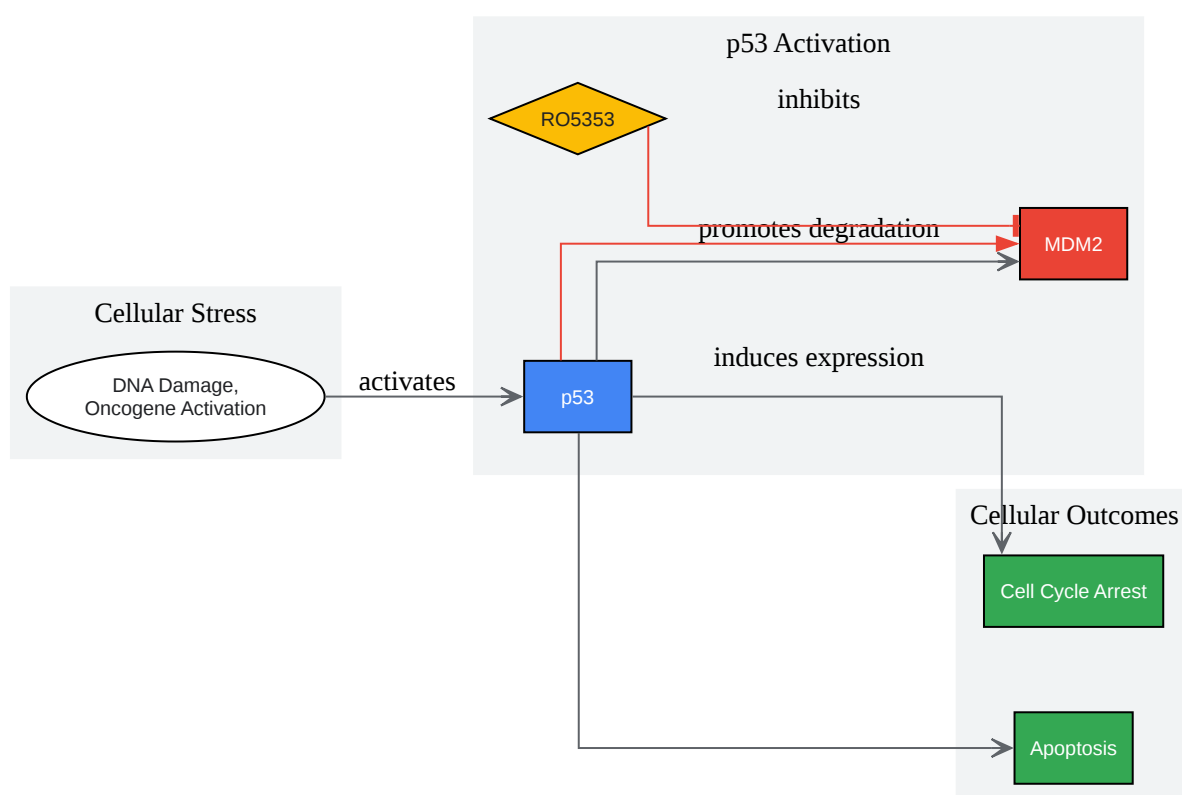 p53 Activation
inhibits
RO5353
promotes degradation
MDM2
Cellular Stress
DNA Damage,
Oncogene Activation
activates
p53
induces expression
Cellular Outcomes
Cell Cycle Arrest
Apoptosis